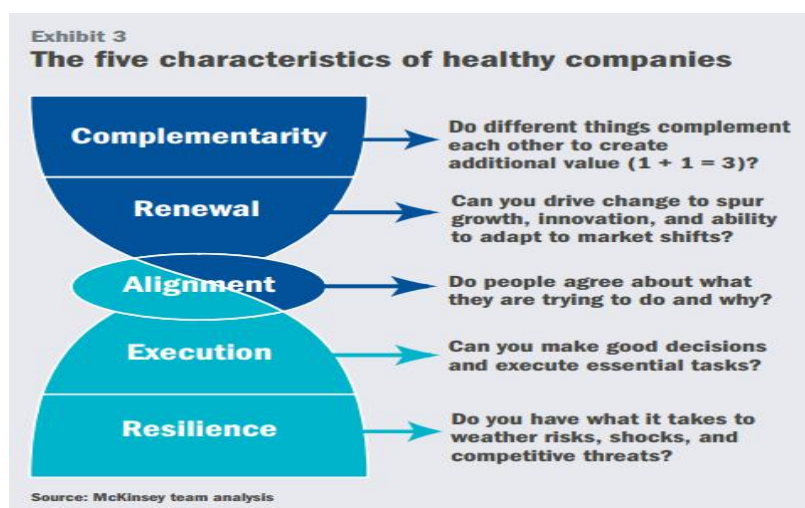 Exhibit 3
The five characteristics of healthy companies
Complementarity
Do different things complement
each other to create
additional value (1 + 1 = 3)?
Renewal
Can you drive change to spur
growth, innovation, and ability
to adapt to market shifts?
Alignment
Do people agree about what
they are trying to do and why?
Execution
Can you make good decisions
and execute essential tasks?
Resilience
Do you have what it takes to
weather risks, shocks, and
competitive threats?
Source: McKinsey team analysis